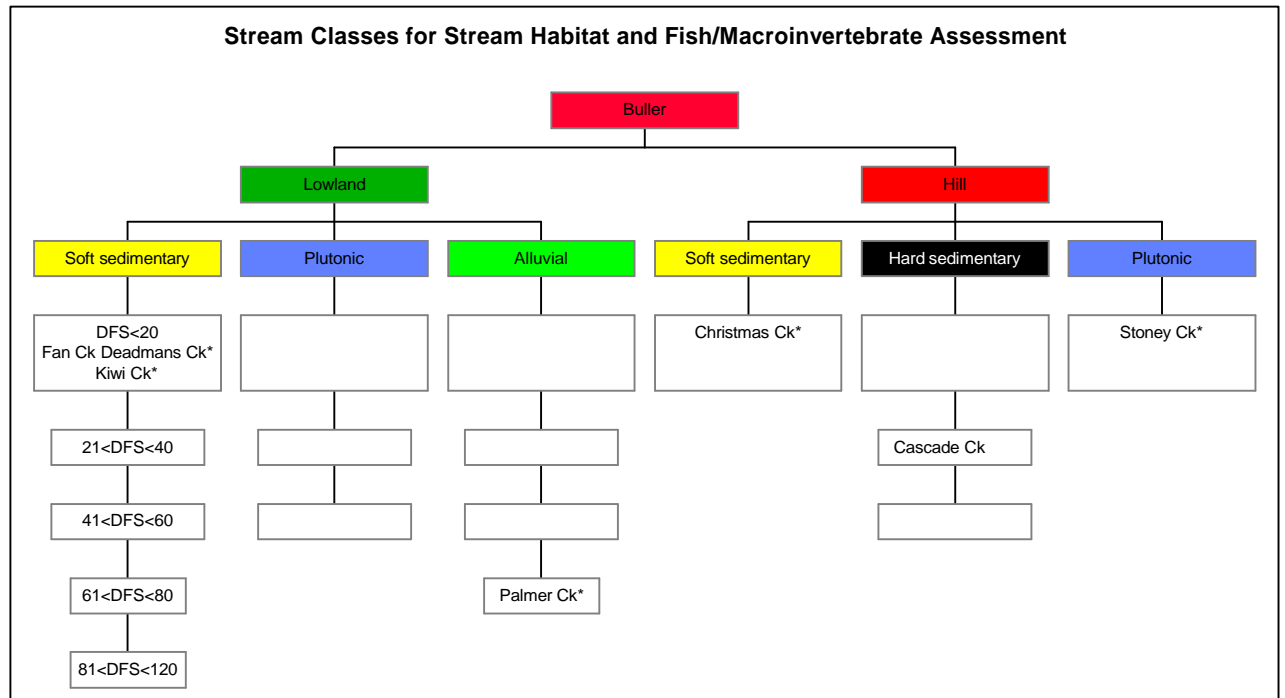 Stream Classes for Stream Habitat and Fish/Macroinvertebrate Assessment
Buller
Lowland
Hill
Soft sedimentary
Plutonic
Alluvial
Soft sedimentary
Hard sedimentary
Plutonic
DFS<20
Fan Ck Deadmans Ck*
Kiwi Ck*
Christmas Ck*
Stoney Ck*
21<DFS<40
Cascade Ck
41<DFS<60
61<DFS<80
Palmer Ck*
81<DFS<120